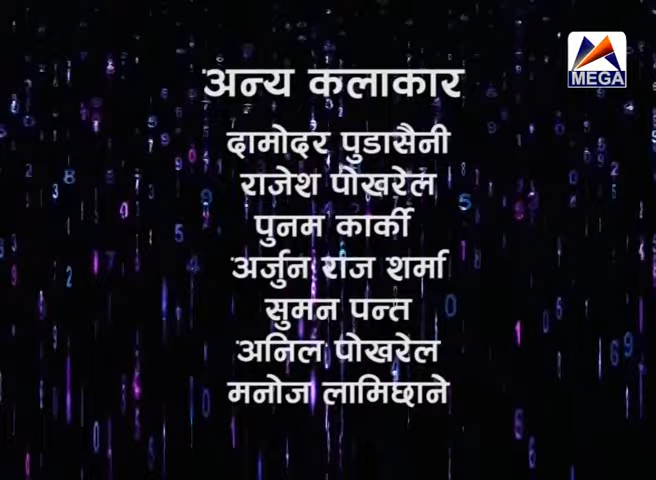 अन्य कलाकार
MEGA
दामोदर पुडासैनी
राजेश पोखरेल
पुनम कार्की
अर्जुन राज शर्मा
सुमन पन्त
अनिल पोखरेल
मनोज लामिछाने